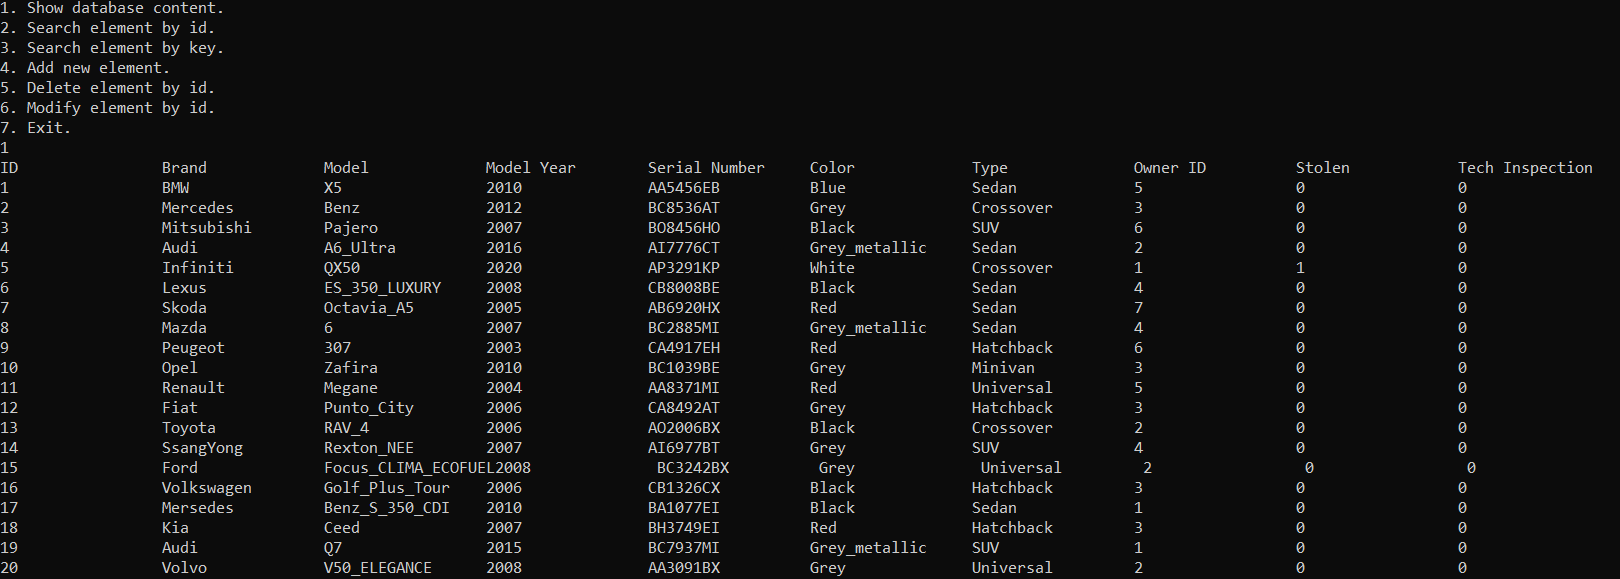 1. Show database content.
2. Search element by id.
3. Search element by key.
4. Add new element.
5. Delete element by id.
6. Modify element by id.
7. Exit.
1
ID Brand Model Model Year Serial Number Color Type Owner ID Stolen Tech Inspection
1 BMW X5 2010 AA5456EB Blue Sedan 5 0 0
2 Mercedes Benz 2012 BC8536AT Grey Crossover 3 0 0
3 Mitsubishi Pajero 2007 BO8456HO Black SUV 6 0 0
4 Audi A6_Ultra 2016 AI7776CT Grey_metallic Sedan 2 0 0
5 Infiniti QX50 2020 AP3291KP White Crossover 1 1 0
6 Lexus ES_350_LUXURY 2008 CB8008BE Black Sedan 4 0 0
7 Skoda Octavia_A5 2005 AB6920HX Red Sedan 7 0 0
8 Mazda 6 2007 BC2885MI Grey_metallic Sedan 4 0 0
9 Peugeot 307 2003 CA4917EH Red Hatchback 6 0 0
10 Opel Zafira 2010 BC1039BE Grey Minivan 3 0 0
11 Renault Megane 2004 AA8371MI Red Universal 5 0 0
12 Fiat Punto_City 2006 CA8492AT Grey Hatchback 3 0 0
13 Toyota RAV_4 2006 AO2006BX Black Crossover 2 0 0
14 SsangYong Rexton_NEE 2007 AI6977BT Grey SUV 4 0 0
15 Ford Focus_CLIMA_ECOFUEL2008 BC3242BX Grey Universal 2 0 0
16 Volkswagen Golf_Plus_Tour 2006 CB1326CX Black Hatchback 3 0 0
17 Mersedes Benz_S_350_CDI 2010 BA1077EI Black Sedan 1 0 0
18 Kia Ceed 2007 BH3749EI Red Hatchback 3 0 0
19 Audi Q7 2015 BC7937MI Grey_metallic SUV 1 0 0
20 Volvo V50_ELEGANCE 2008 AA3091BX Grey Universal 2 0 0